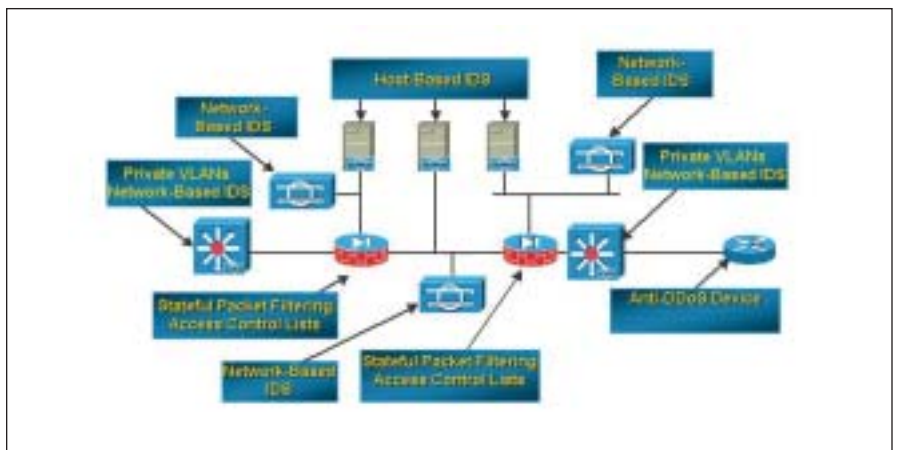 Host-Based IDS
Network-
Based IDS
Network-
Based IDS
Private VLANs
Network-Based IDS
Private VLANs
Network-Based IDS
Stateful Packet Filtering
Access Control Lists
Anti-DDoS Device
Network-Based
IDS
Stateful Packet Filtering
Access Control Lists